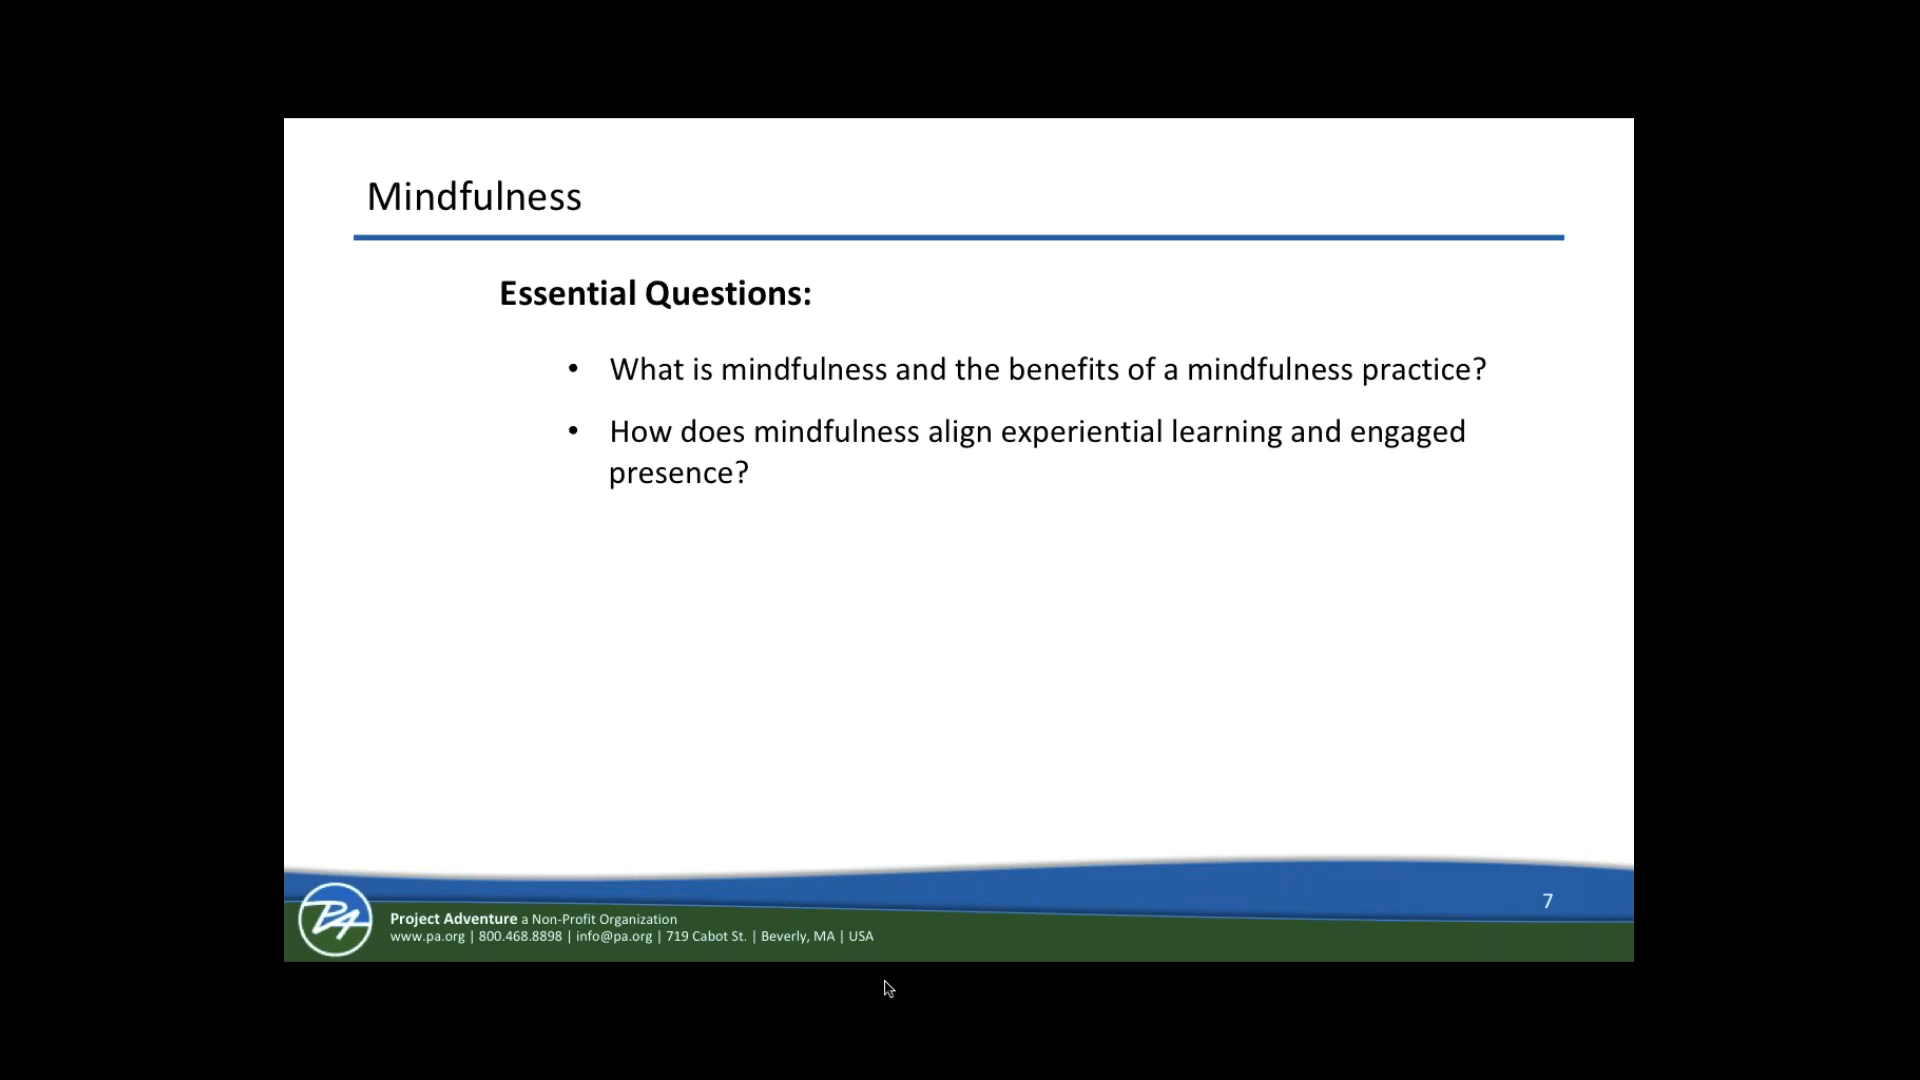 Mindfulness
Essential Questions:
• What is mindfulness and the benefits of a mindfulness practice?
• How does mindfulness align experiential learning and engaged
presence?
7
PA
Project Adventure a Non-Profit Organization
www.pa.org | 800.468.8898 | info@pa.org | 719 Cabot St. | Beverly, MA | USA